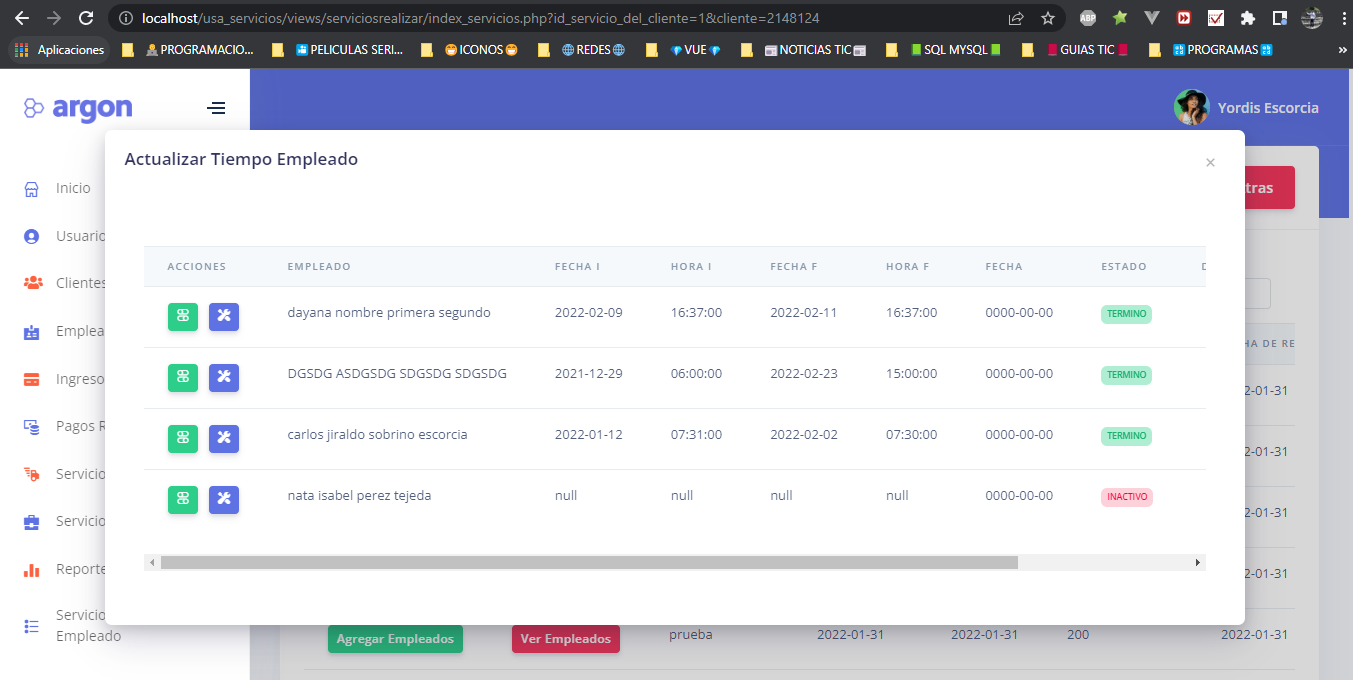 localhost/usa_servicios/views/serviciosrealizar/index_servicios.php?id_servicio_del_cliente=1&cliente=2148124
ABP
Aplicaciones PROGRAMACIO... PELICULAS SERI... ICONOS REDES VUE NOTICIAS TIC SQL MYSQL GUIAS TIC PROGRAMAS »
argon
Yordis Escorcia
Actualizar Tiempo Empleado ×
tras
Inicio
Usuario
Clientes
Emplea
Ingreso
Pagos R
Servicio
Servicio
Reporte
Servicio
Empleado
ACCIONES EMPLEADO FECHA I HORA I FECHA F HORA F FECHA ESTADO
dayana nombre primera segundo 2022-02-09 16:37:00 2022-02-11 16:37:00 0000-00-00 TERMINO
DGSDG ASDGSDG SDGSDG SDGSDG 2021-12-29 06:00:00 2022-02-23 15:00:00 0000-00-00 TERMINO
carlos jiraldo sobrino escorcia 2022-01-12 07:31:00 2022-02-02 07:30:00 0000-00-00 TERMINO
nata isabel perez tejeda null null null null 0000-00-00 INACTIVO
HA DE RE
2-01-31
2-01-31
2-01-31
2-01-31
Agregar Empleados Ver Empleados prueba 2022-01-31 2022-01-31 200 2022-01-31